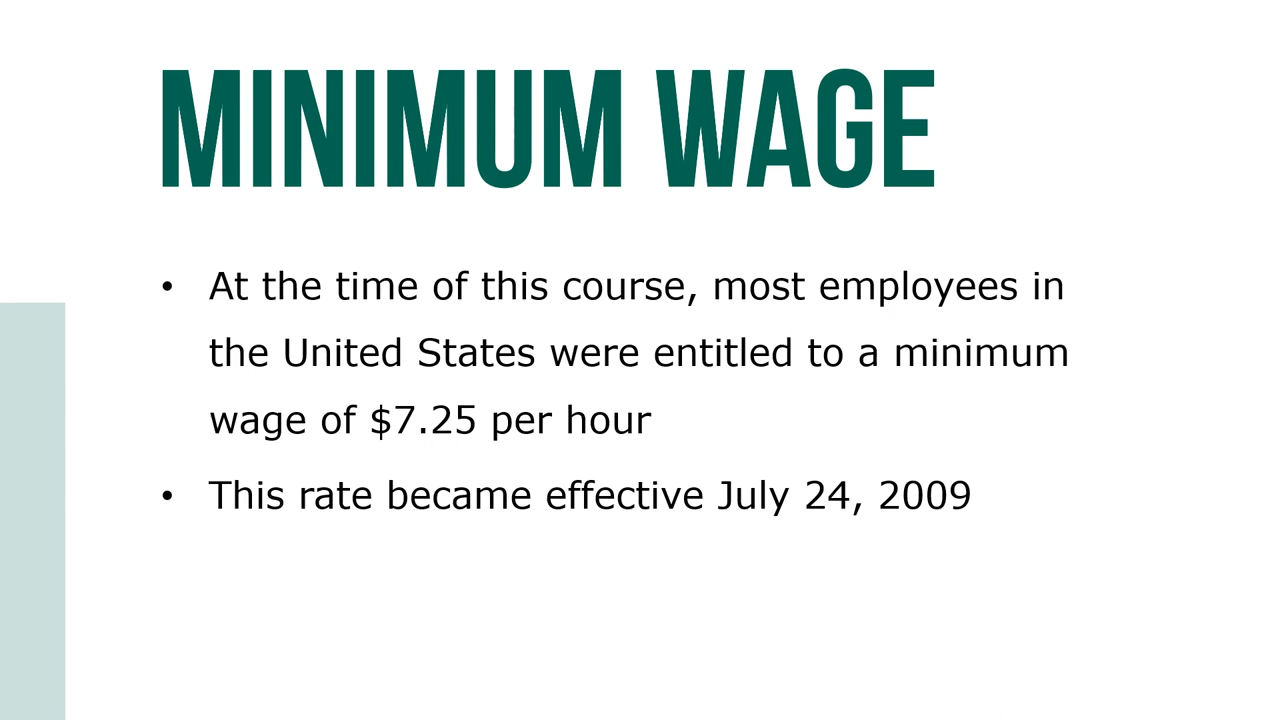 MINIMUM WAGE
• At the time of this course, most employees in
the United States were entitled to a minimum
wage of $7.25 per hour
• This rate became effective July 24, 2009